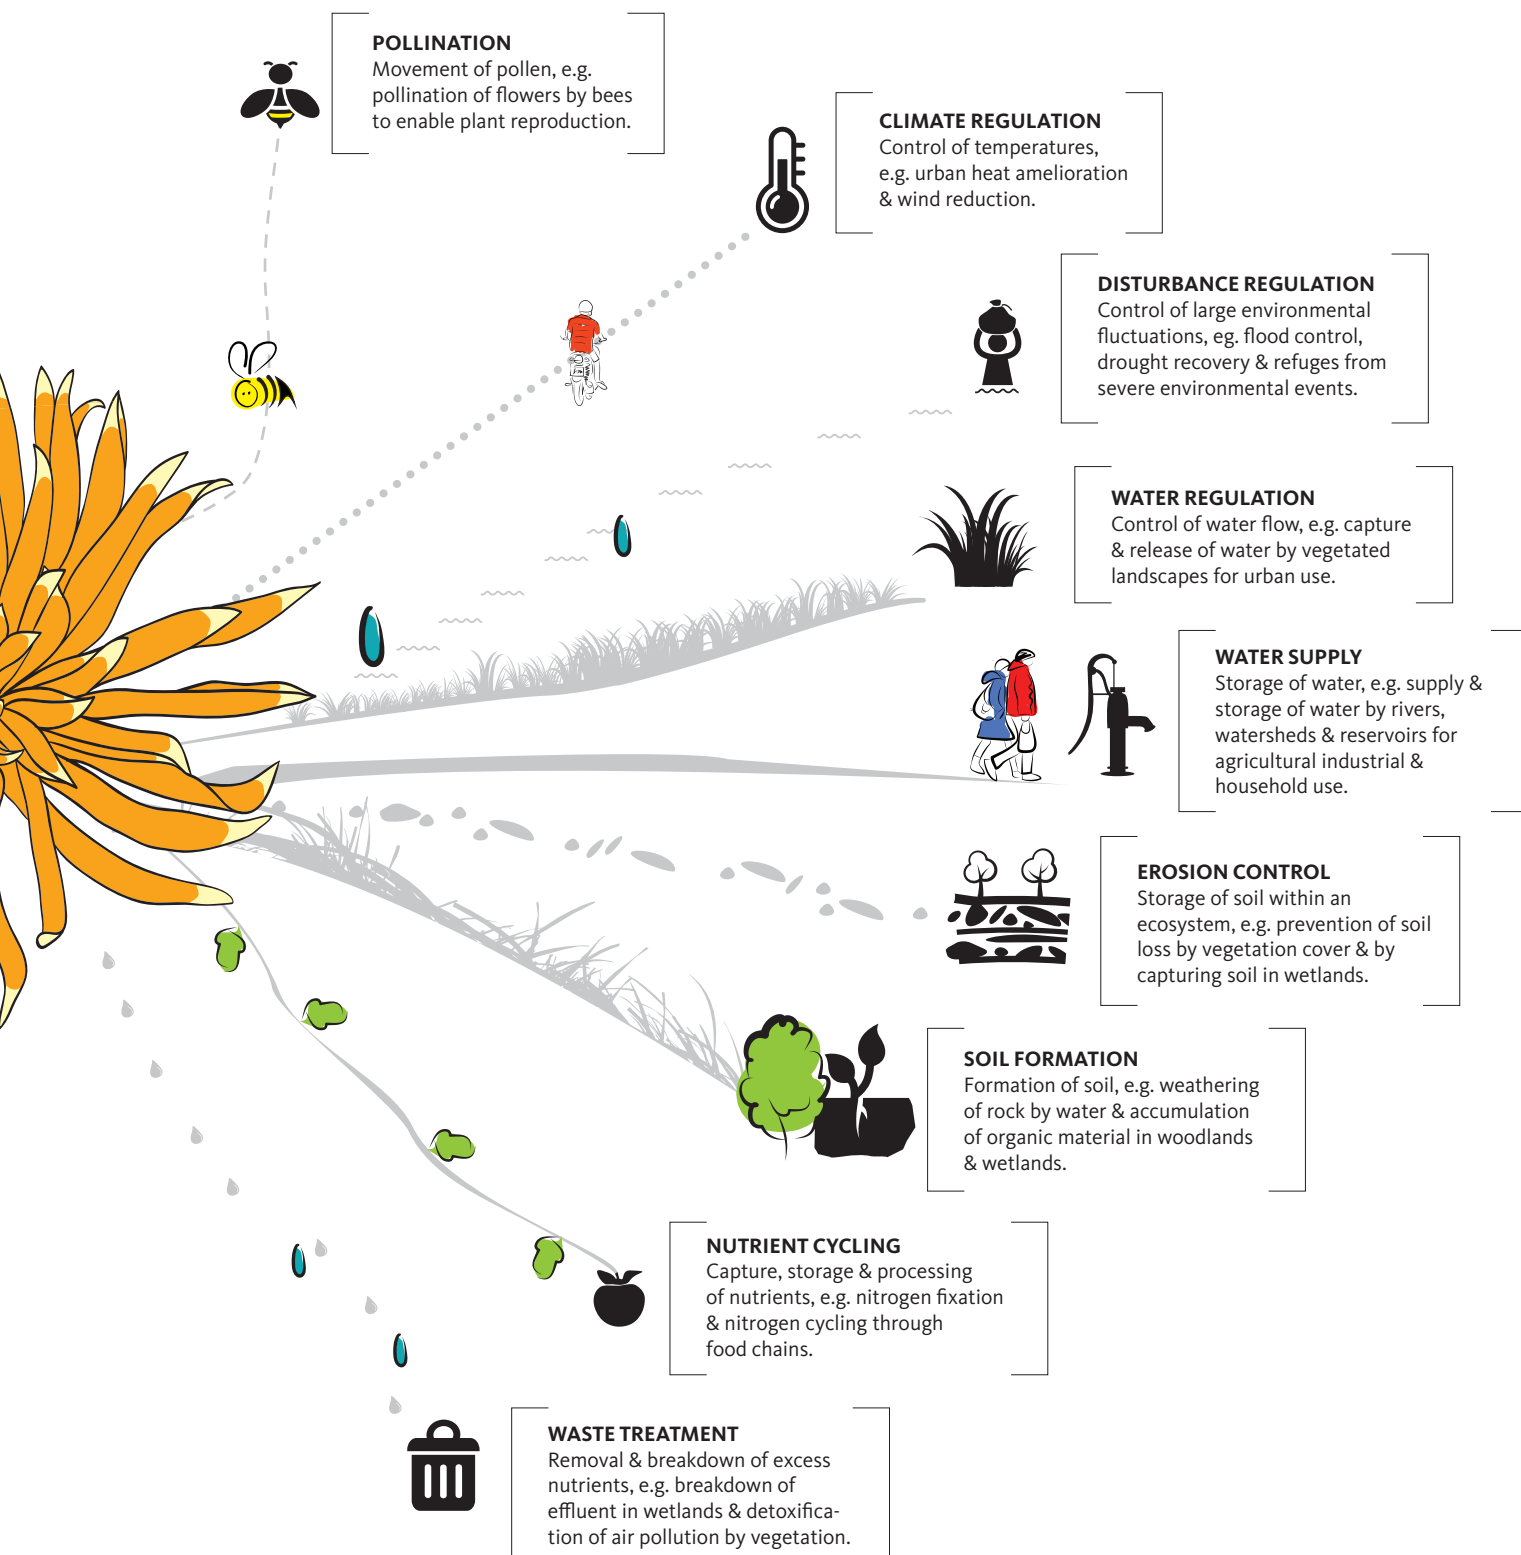 POLLINATION
Movement of pollen, e.g.
pollination of flowers by bees
to enable plant reproduction.
CLIMATE REGULATION
Control of temperatures,
e.g. urban heat amelioration
& wind reduction.
DISTURBANCE REGULATION
Control of large environmental
fluctuations, eg. flood control,
drought recovery & refuges from
severe environmental events.
WATER REGULATION
Control of water flow, e.g. capture
& release of water by vegetated
landscapes for urban use.
WATER SUPPLY
Storage of water, e.g. supply &
storage of water by rivers,
watersheds & reservoirs for
agricultural industrial &
household use.
EROSION CONTROL
Storage of soil within an
ecosystem, e.g. prevention of soil
loss by vegetation cover & by
capturing soil in wetlands.
SOIL FORMATION
Formation of soil, e.g. weathering
of rock by water & accumulation
of organic material in woodlands
& wetlands.
NUTRIENT CYCLING
Capture, storage & processing
of nutrients, e.g. nitrogen fixation
& nitrogen cycling through
food chains.
WASTE TREATMENT
Removal & breakdown of excess
nutrients, e.g. breakdown of
effluent in wetlands & detoxifica-
tion of air pollution by vegetation.